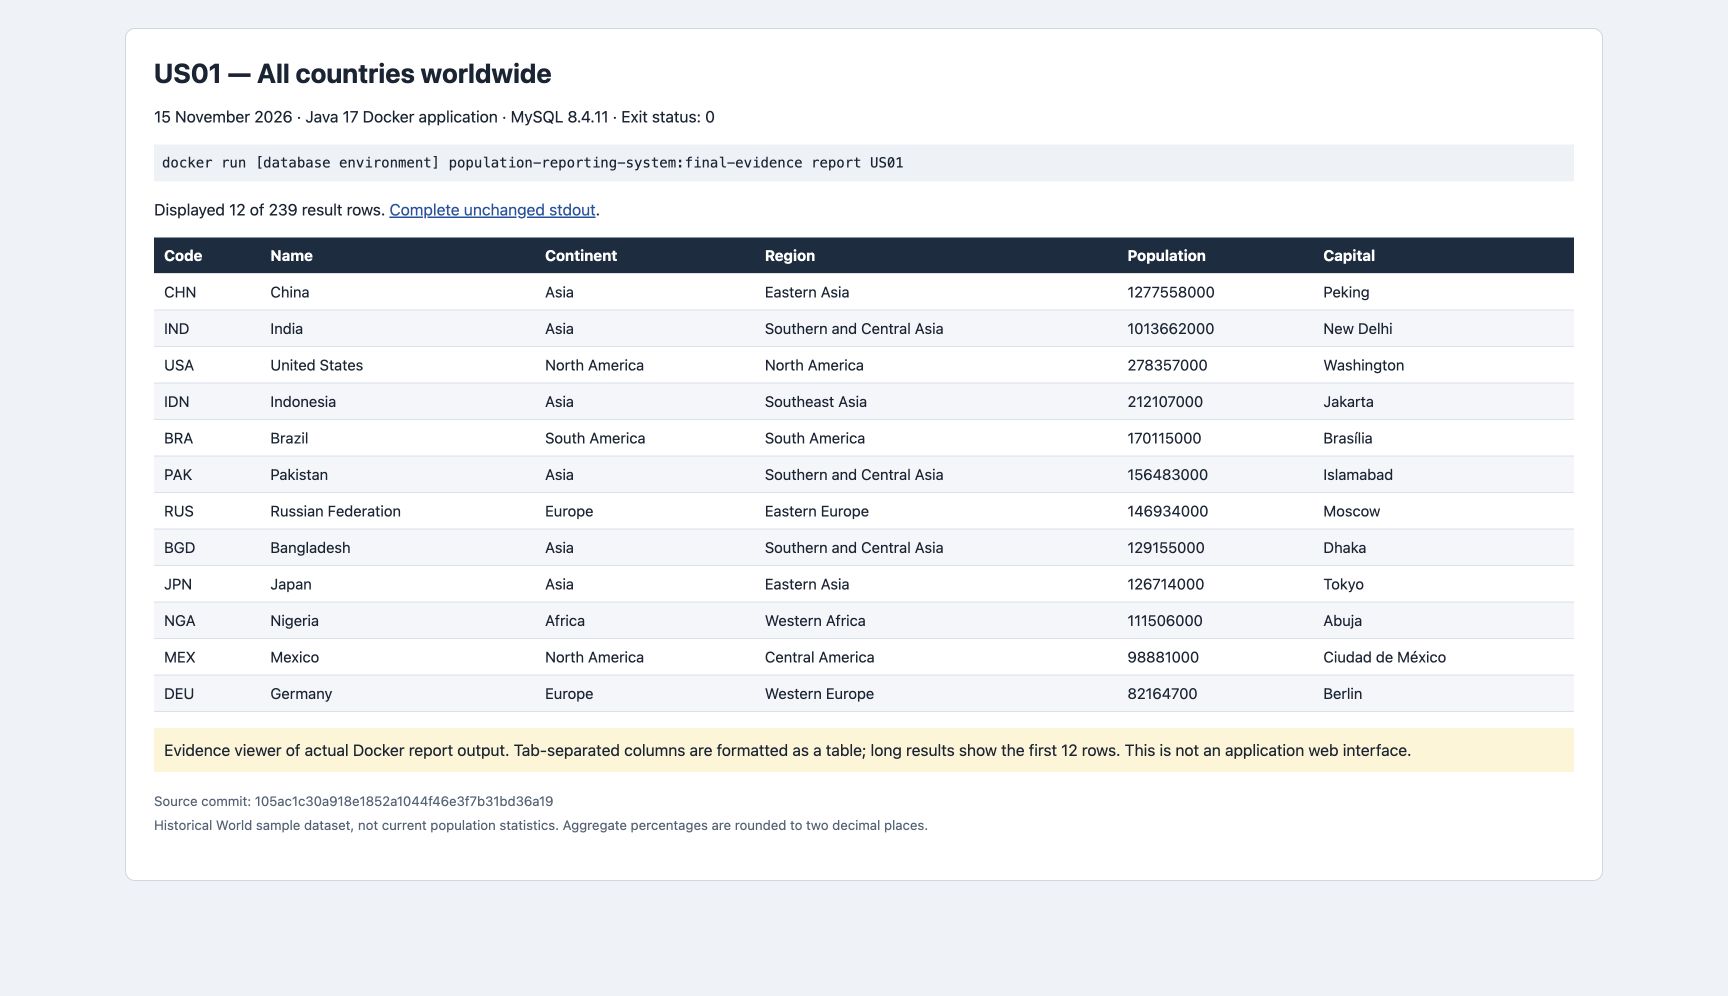 US01 — All countries worldwide
15 November 2026 · Java 17 Docker application · MySQL 8.4.11 · Exit status: 0
docker run [database environment] population-reporting-system:final-evidence report US01
Displayed 12 of 239 result rows. Complete unchanged stdout.
Code Name Continent Region Population Capital
CHN China Asia Eastern Asia 1277558000 Peking
IND India Asia Southern and Central Asia 1013662000 New Delhi
USA United States North America North America 278357000 Washington
IDN Indonesia Asia Southeast Asia 212107000 Jakarta
BRA Brazil South America South America 170115000 Brasília
PAK Pakistan Asia Southern and Central Asia 156483000 Islamabad
RUS Russian Federation Europe Eastern Europe 146934000 Moscow
BGD Bangladesh Asia Southern and Central Asia 129155000 Dhaka
JPN Japan Asia Eastern Asia 126714000 Tokyo
NGA Nigeria Africa Western Africa 111506000 Abuja
MEX Mexico North America Central America 98881000 Ciudad de México
DEU Germany Europe Western Europe 82164700 Berlin
Evidence viewer of actual Docker report output. Tab-separated columns are formatted as a table; long results show the first 12 rows. This is not an application web interface.
Source commit: 105ac1c30a918e1852a1044f46e3f7b31bd36a19
Historical World sample dataset, not current population statistics. Aggregate percentages are rounded to two decimal places.